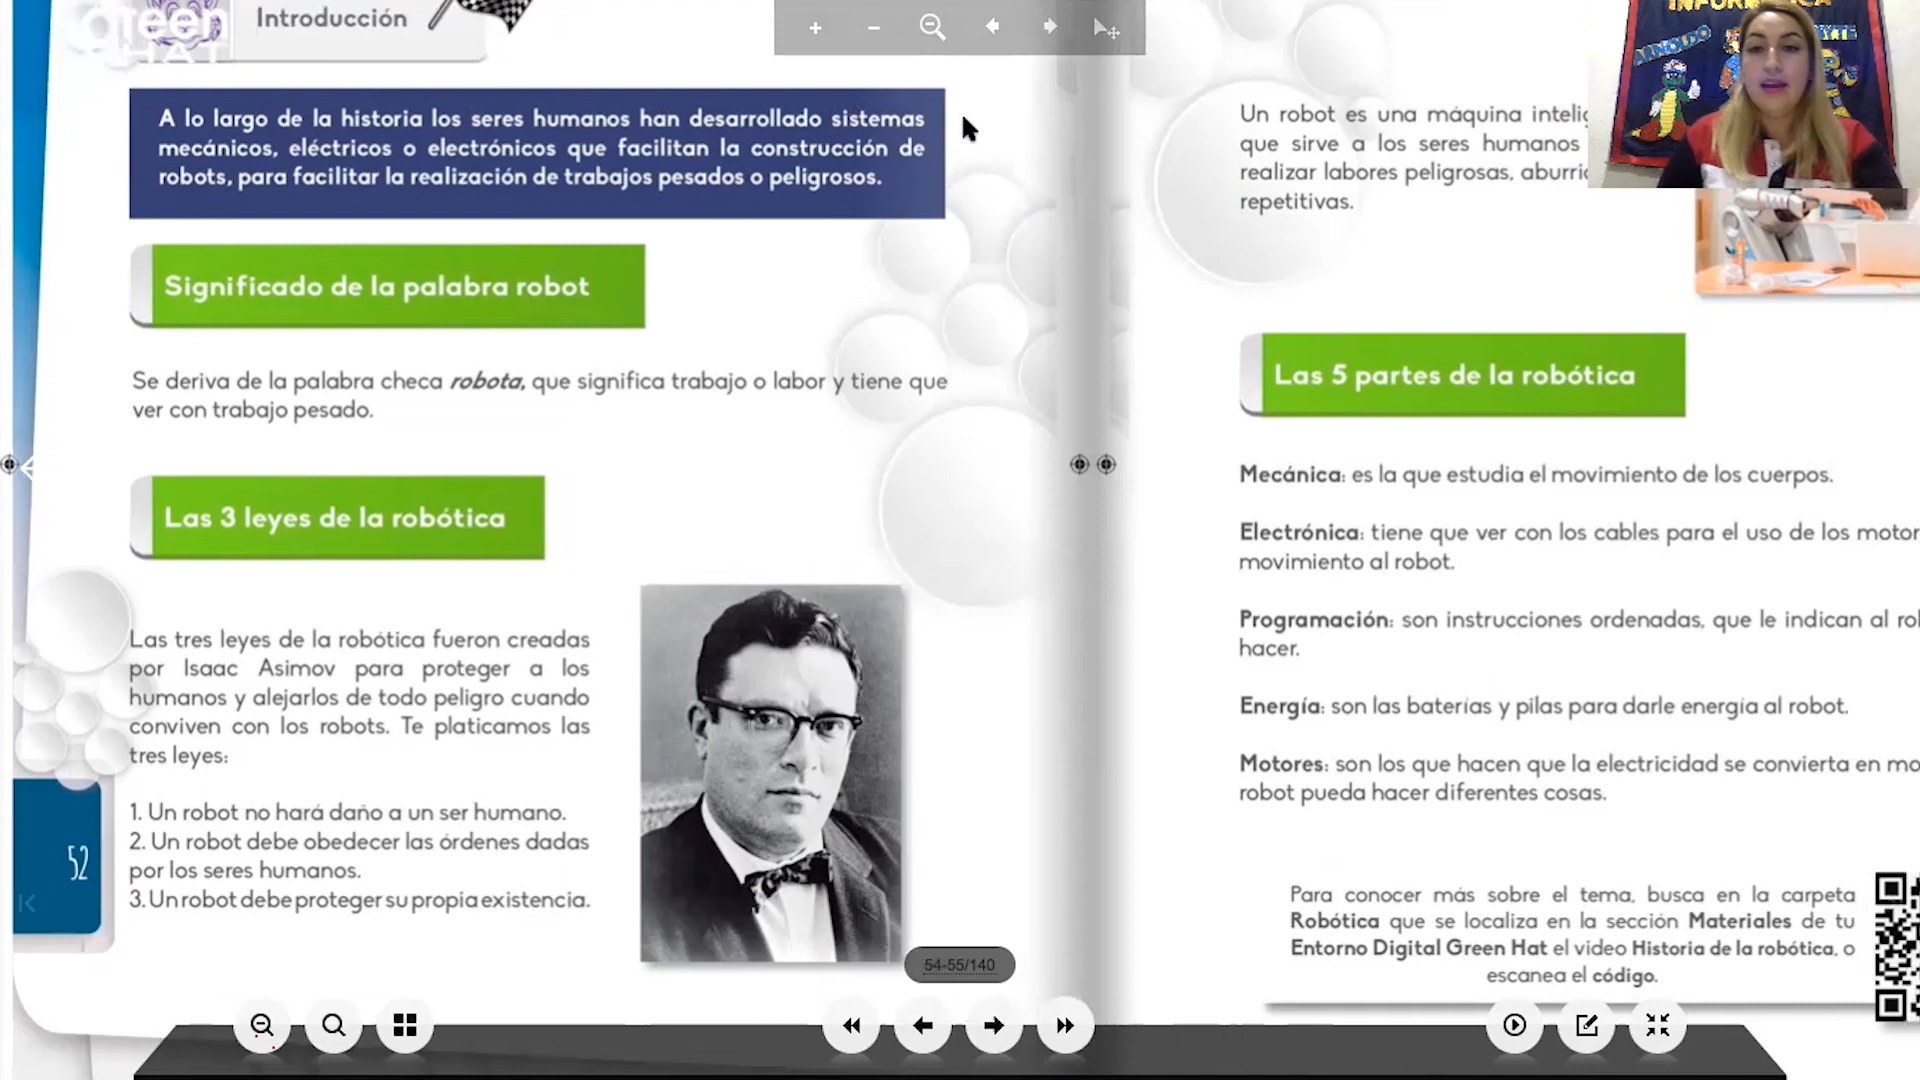 green
HAT
Introducción
A lo largo de la historia los seres humanos han desarrollado sistemas
mecánicos, eléctricos o electrónicos que facilitan la construcción de
robots, para facilitar la realización de trabajos pesados o peligrosos.
Significado de la palabra robot
Se deriva de la palabra checa robota, que significa trabajo o labor y tiene que
ver con trabajo pesado.
Las 3 leyes de la robótica
Las tres leyes de la robótica fueron creadas
por Isaac Asimov para proteger a los
humanos y alejarlos de todo peligro cuando
conviven con los robots. Te platicamos las
tres leyes:
1. Un robot no hará daño a un ser humano.
2. Un robot debe obedecer las órdenes dadas
por los seres humanos.
3. Un robot debe proteger su propia existencia.
52
54-55/140
Un robot es una máquina
que sirve a los seres humanos
realizar labores peligrosas,
repetitivas.
INFORMÁTICA
ARNOLDO
Las 5 partes de la robótica
Mecánica: es la que estudia el movimiento de los cuerpos.
Electrónica: tiene que ver con los cables para el uso de los motor
movimiento al robot.
Programación: son instrucciones ordenadas, que le indican al ro
hacer.
Energía: son las baterías y pilas para darle energía al robot.
Motores: son los que hacen que la electricidad se convierta en mo
robot pueda hacer diferentes cosas.
Para conocer más sobre el tema, busca en la carpeta
Robótica que se localiza en la sección Materiales de tu
Entorno Digital Green Hat el video Historia de la robótica, o
escanea el código.